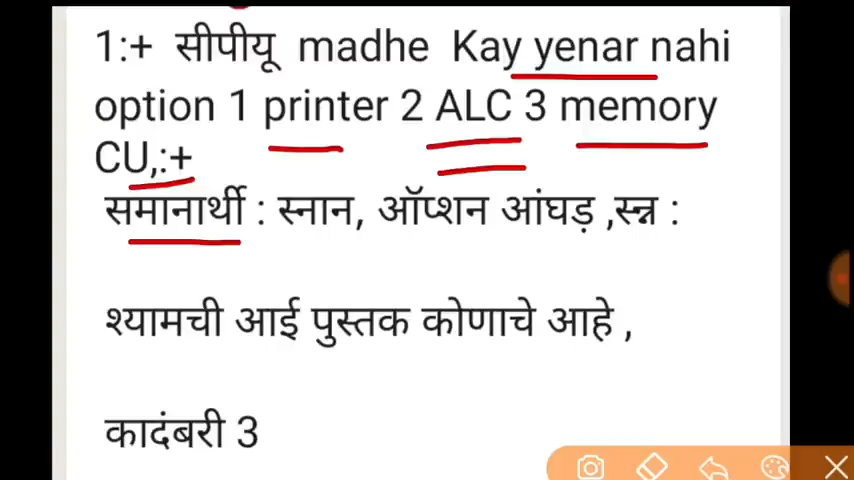 1:+ सीपीयू madhe Kay yenar nahi
option 1 printer 2 ALC 3 memory
CU,:+
समानार्थी : स्नान, ऑप्शन आंघड़ ,स्न्न :
श्यामची आई पुस्तक कोणाचे आहे ,
कादंबरी 3